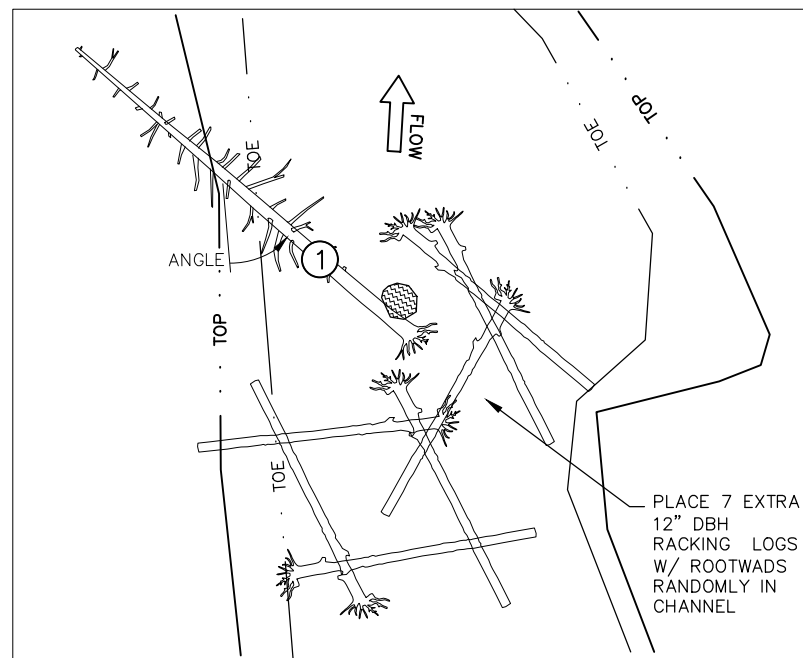 TOE
TOP
FLOW
TOE
ANGLE
1
TOP
TOE
PLACE 7 EXTRA
12" DBH
RACKING LOGS
W/ ROOTWADS
RANDOMLY IN
CHANNEL